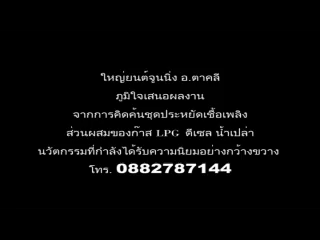 ใหญ่ยนต์จูนนิ่ง อ.ตาคลี
ภูมิใจเสนอผลงาน
จากการคิดค้นชุดประหยัดเชื้อเพลิง
ส่วนผสมของก๊าส LPG ดีเซล น้ำเปล่า
นวัตกรรมที่กำลังได้รับความนิยมอย่างกว้างขวาง
โทร. 0882787144